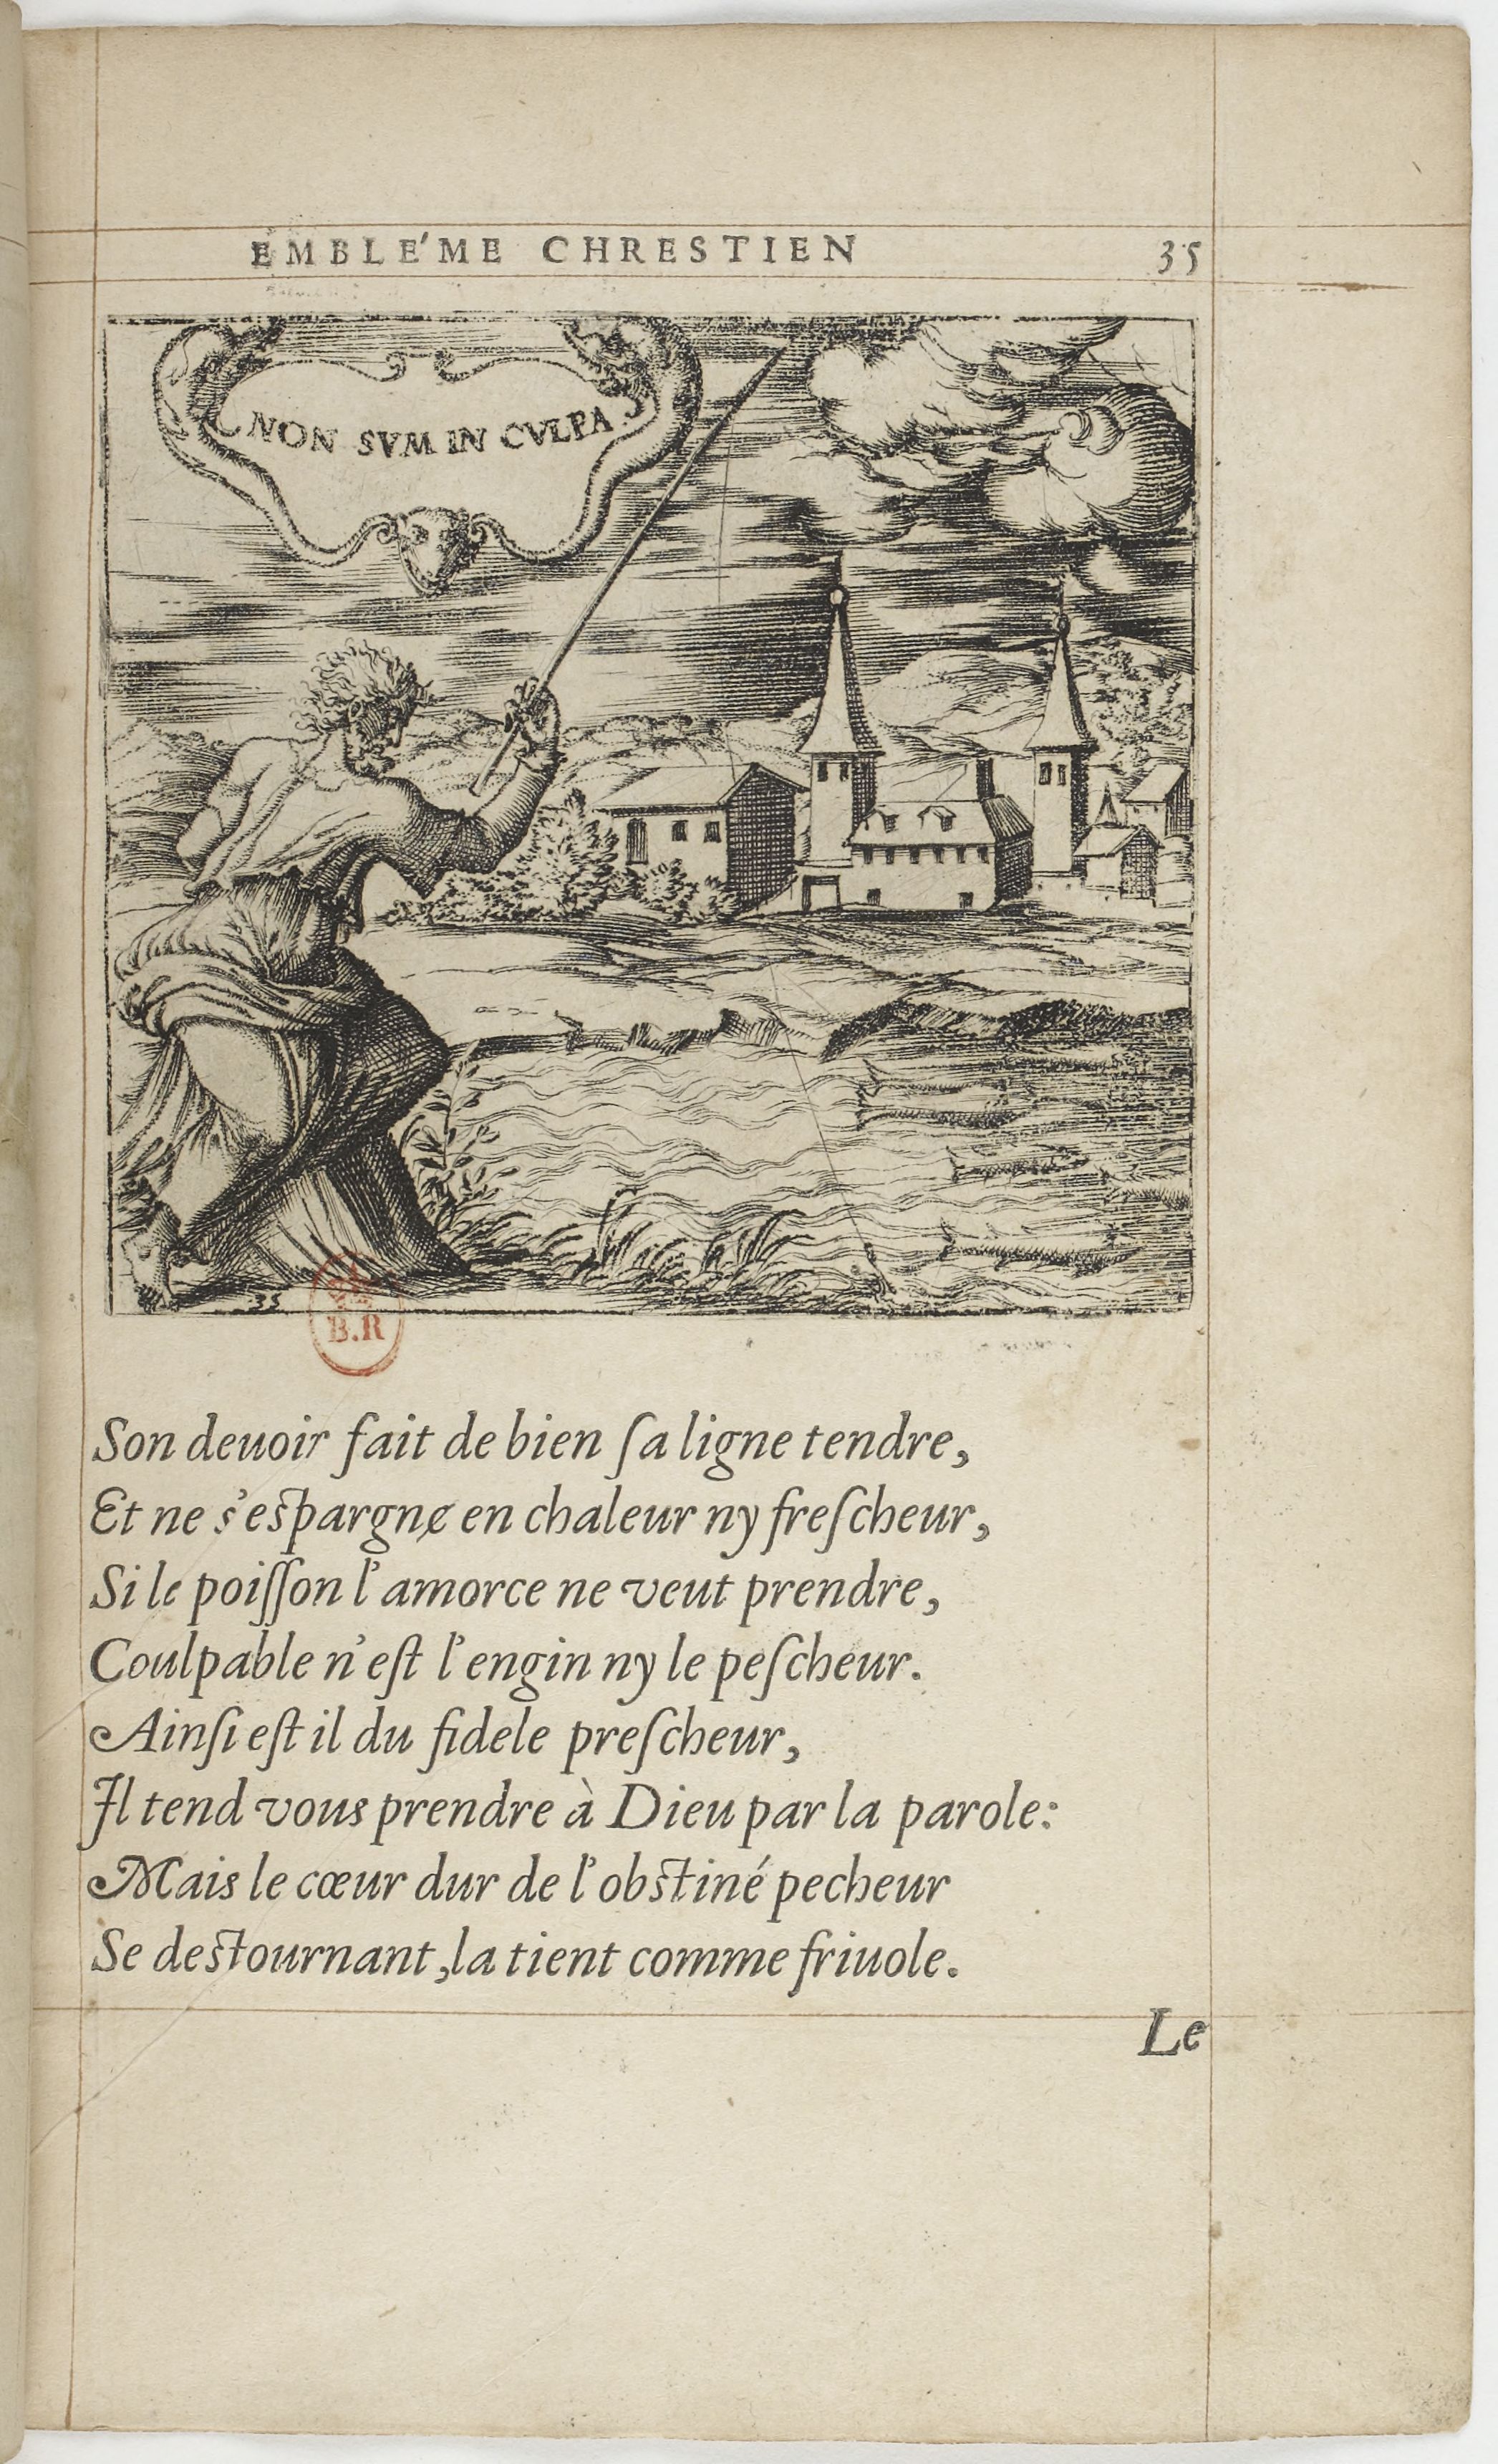 EMBLE'ME CHRESTIEN 35
NON SVM IN CVLPA.
35
B.R
Son deuoir fait de bien ſa ligne tendre,
Et ne s'eſpargne en chaleur ny freſcheur,
Si le poiſſon l'amorce ne veut prendre,
Coulpable n'eſt l'engin ny le peſcheur.
Ainſi eſt il du fidele preſcheur,
Il tend vous prendre à Dieu par la parole:
Mais le cœur dur de l'obſtiné pecheur
Se deſtournant, la tient comme friuole.
Le